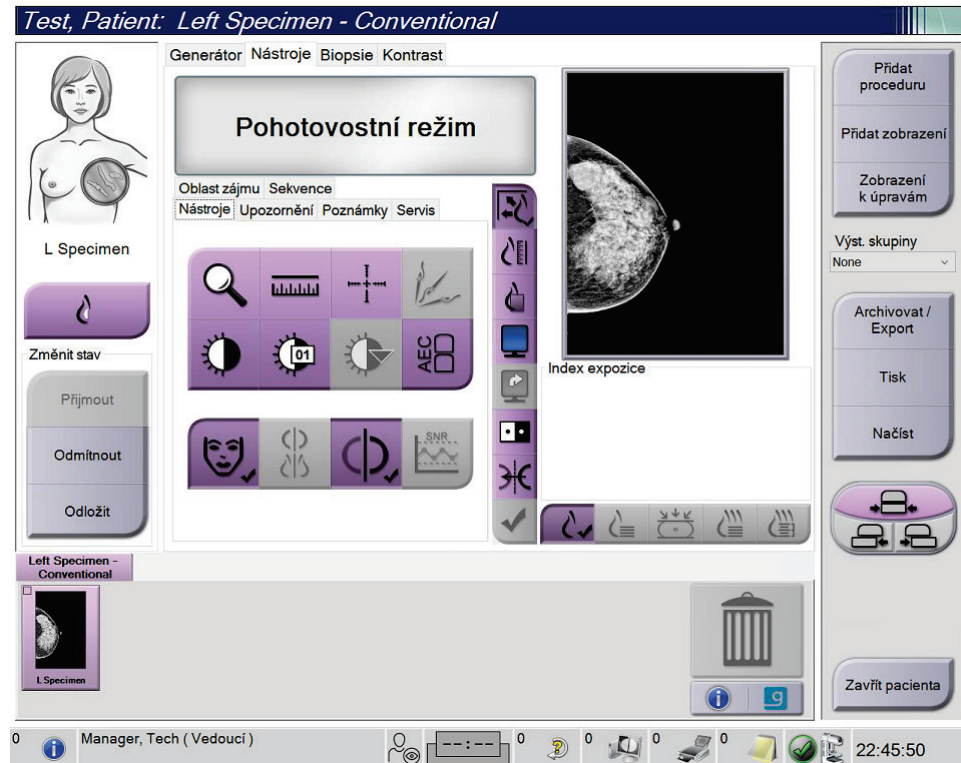 Test, Patient: Left Specimen - Conventional
Generátor Nástroje Biopsie Kontrast
Pohotovostní režim
Oblast zájmu Sekvence
Nástroje Upozornění Poznámky Servis
01
AEC
SNR
L Specimen
Změnit stav
Přijmout
Odmítnout
Odložit
Index expozice
Přidat
proceduru
Přidat zobrazení
Zobrazení
k úpravám
Výst. skupiny
None
Archivovat /
Export
Tisk
Načíst
Left Specimen -
Conventional
L Specimen
Zavřít pacienta
0 Manager, Tech ( Vedoucí ) --:-- 0 0 0 0 22:45:50